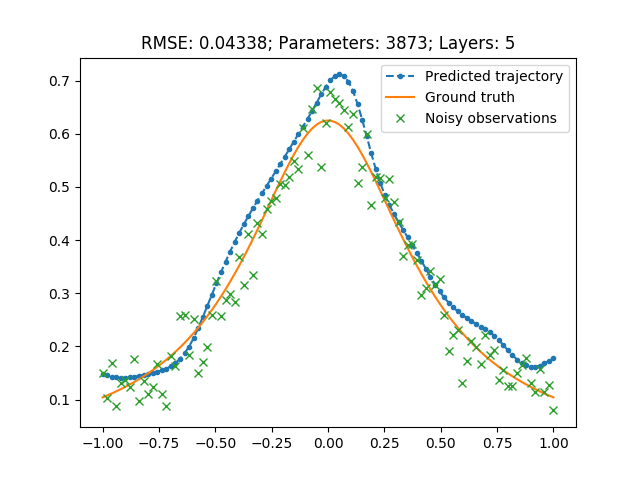 RMSE: 0.04338; Parameters: 3873; Layers: 5
Predicted trajectory
Ground truth
Noisy observations
0.7
0.6
0.5
0.4
0.3
0.2
0.1
−1.00 −0.75 −0.50 −0.25 0.00 0.25 0.50 0.75 1.00